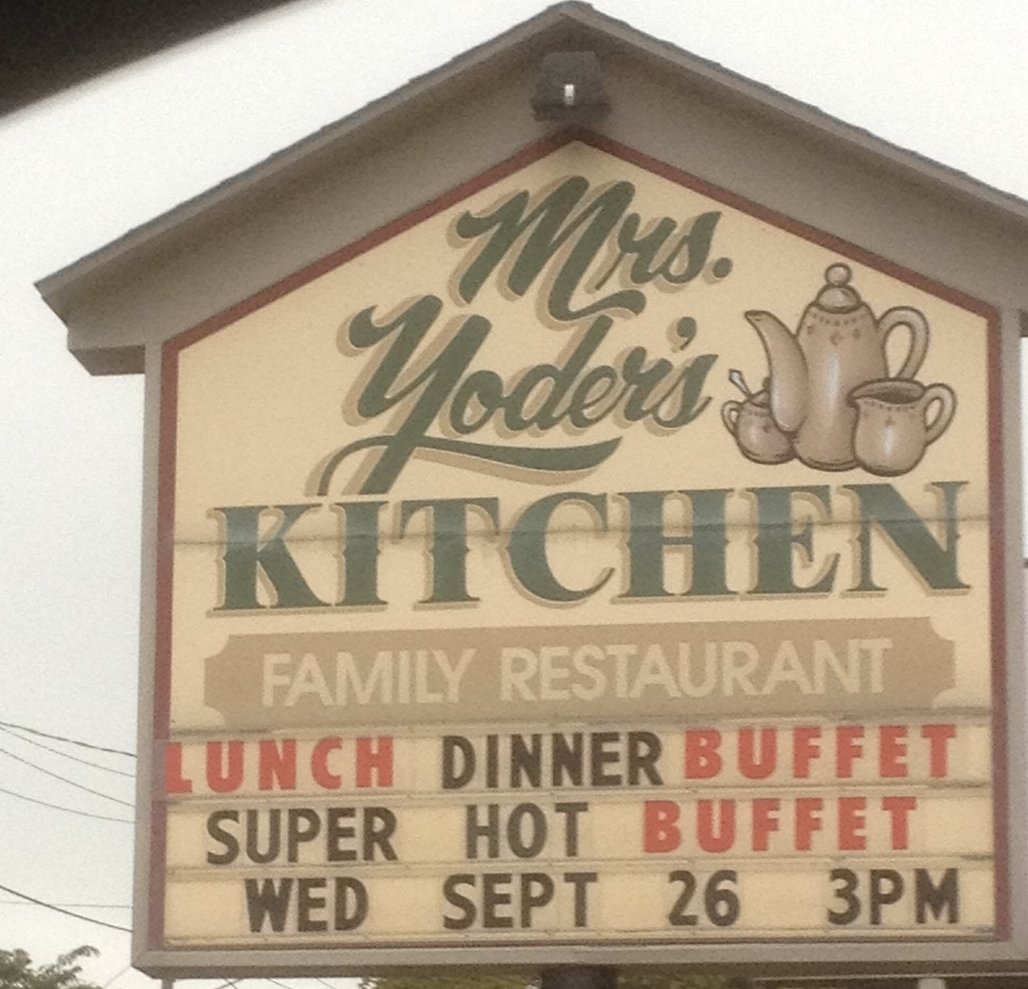 Mrs.
Yoder's
KITCHEN
FAMILY RESTAURANT
LUNCH DINNER BUFFET
SUPER HOT BUFFET
WED SEPT 26 3PM